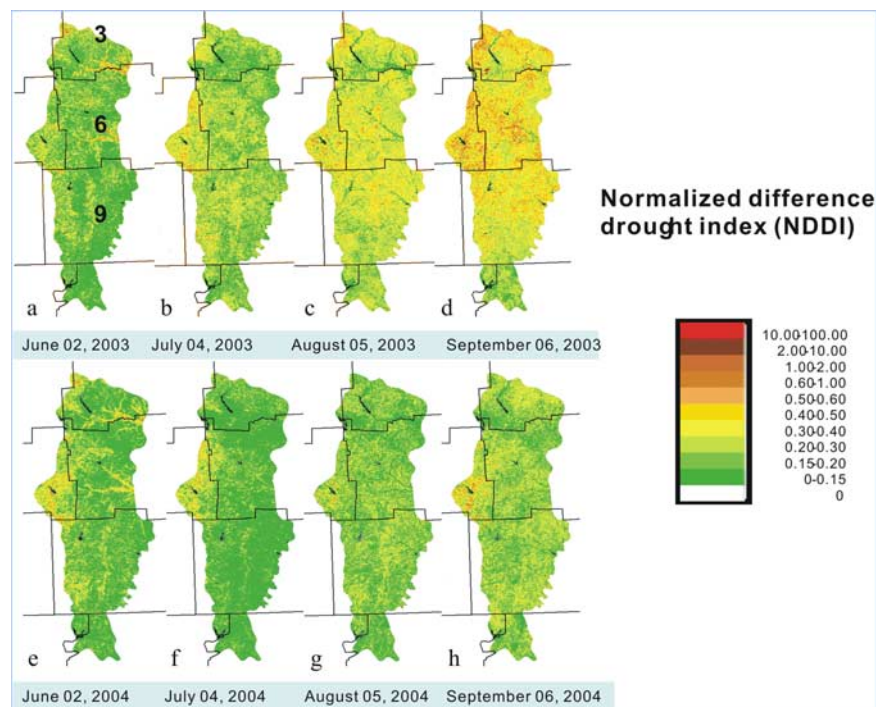 3
6
9
a
b
c
d
Normalized difference
drought index (NDDI)
June 02, 2003
July 04, 2003
August 05, 2003
September 06, 2003
10.00-100.00
2.00-10.00
1.00-2.00
0.60-1.00
0.50-0.60
0.40-0.50
0.30-0.40
0.20-0.30
0.15-0.20
0-0.15
0
e
f
g
h
June 02, 2004
July 04, 2004
August 05, 2004
September 06, 2004